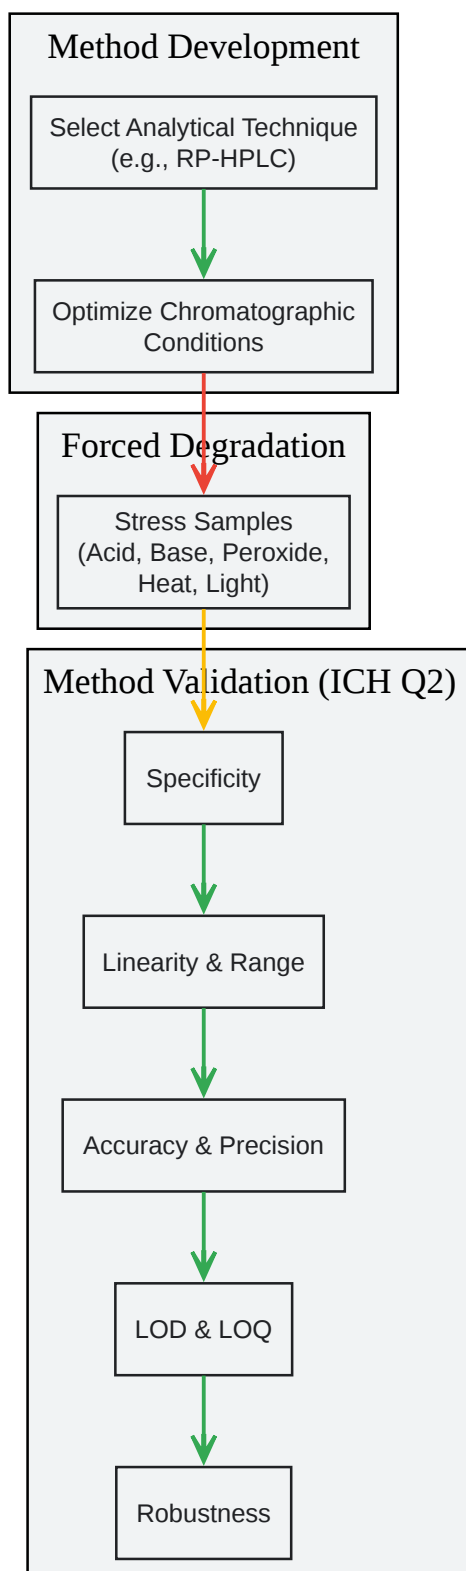 Method Development
Select Analytical Technique
(e.g., RP-HPLC)
Optimize Chromatographic
Conditions
Forced Degradation
Stress Samples
(Acid, Base, Peroxide,
Heat, Light)
Method Validation (ICH Q2)
Specificity
Linearity & Range
Accuracy & Precision
LOD & LOQ
Robustness